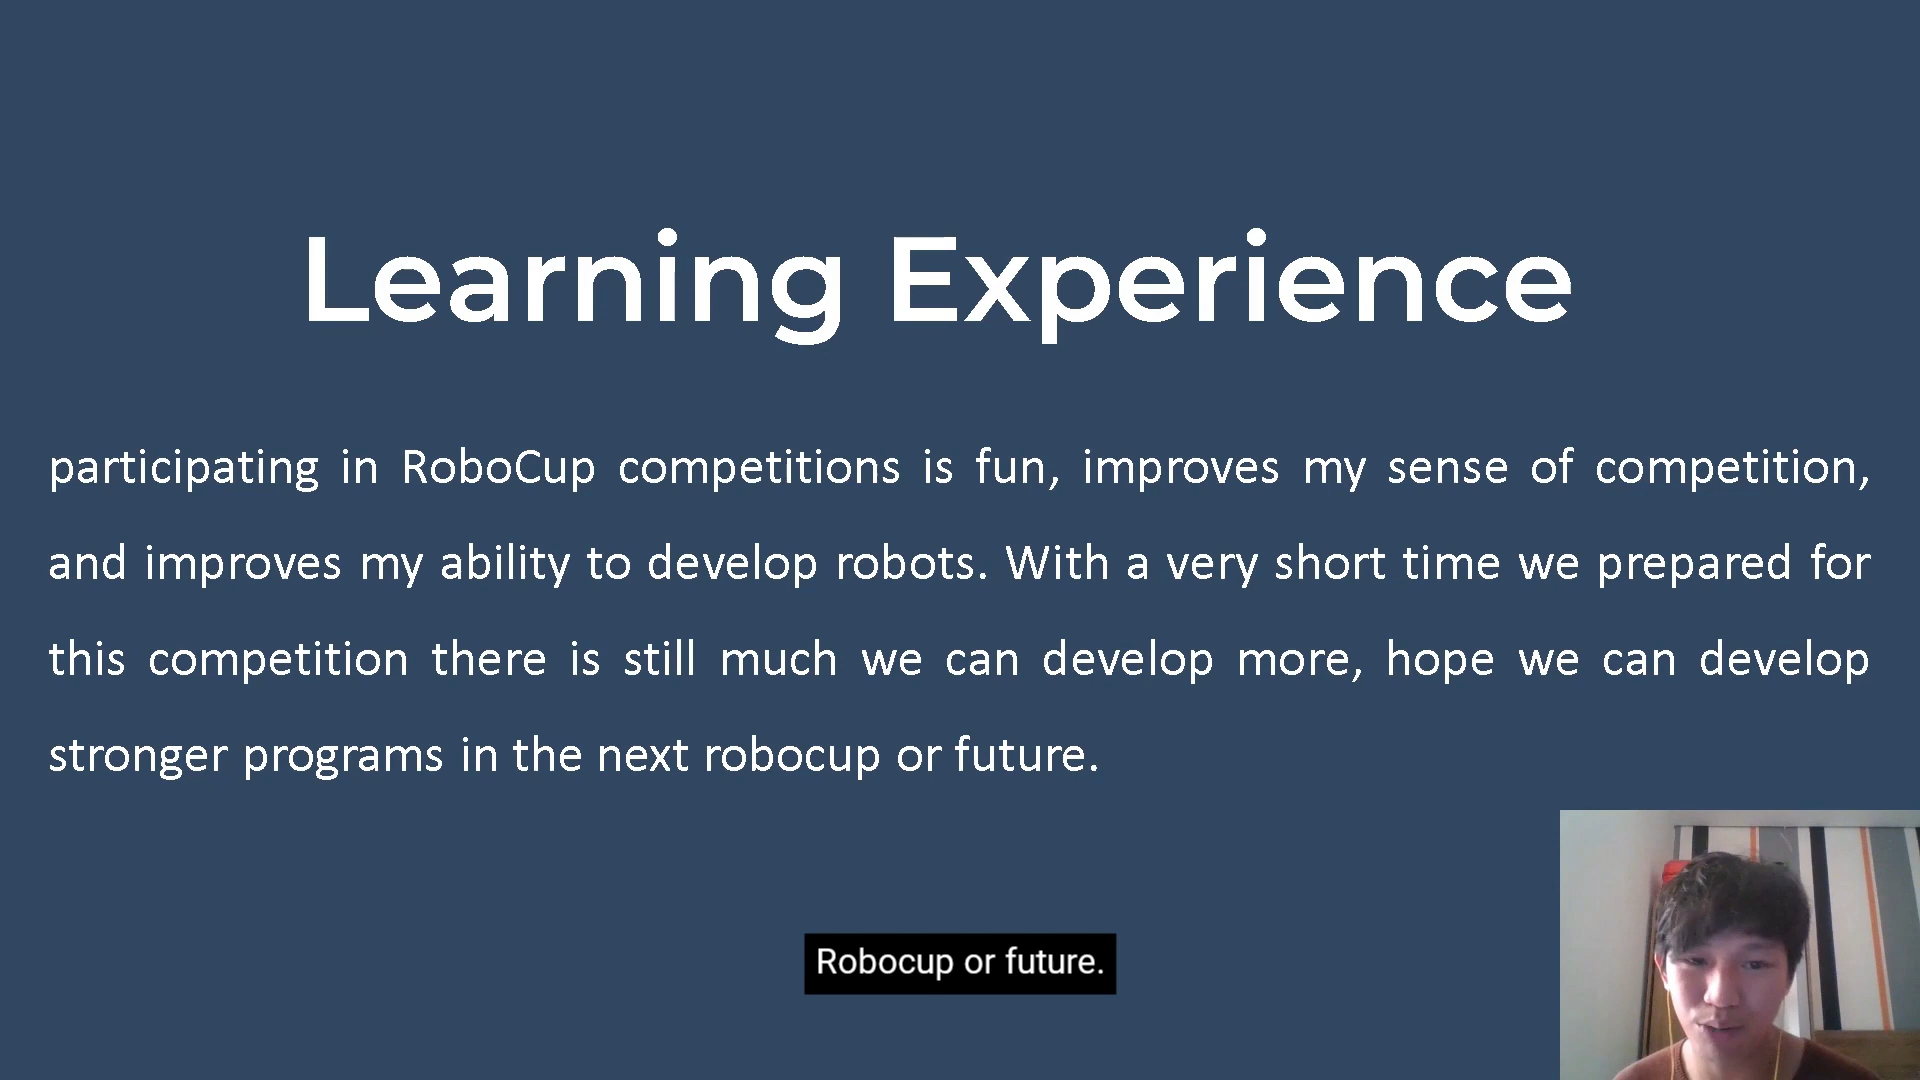 Learning Experience
participating in RoboCup competitions is fun, improves my sense of competition,
and improves my ability to develop robots. With a very short time we prepared for
this competition there is still much we can develop more, hope we can develop
stronger programs in the next robocup or future.
Robocup or future.